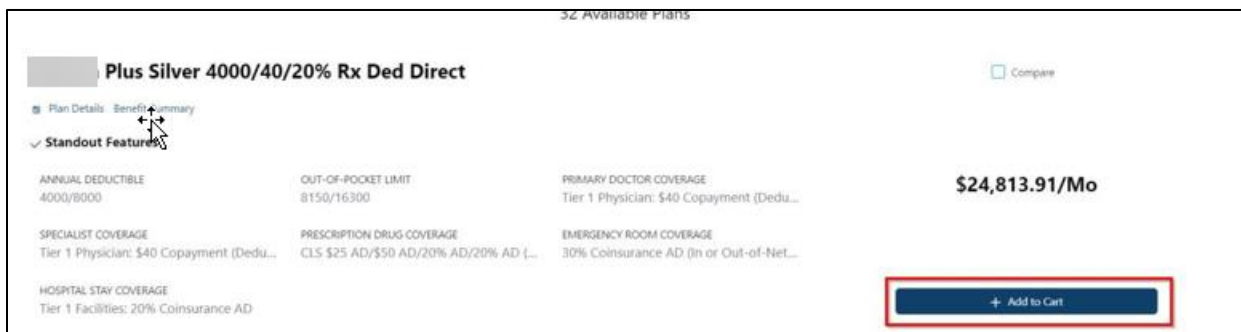 32 Available Plans
Plus Silver 4000/40/20% Rx Ded Direct
Compare
Plan Details Benefit Summary
Standout Features
ANNUAL DEDUCTIBLE
4000/8000
OUT-OF-POCKET LIMIT
8150/16300
PRIMARY DOCTOR COVERAGE
Tier 1 Physician: $40 Copayment (Dedu...
$24,813.91/Mo
SPECIALIST COVERAGE
Tier 1 Physician: $40 Copayment (Dedu...
PRESCRIPTION DRUG COVERAGE
CLS $25 AD/$50 AD/20% AD/20% AD (...
EMERGENCY ROOM COVERAGE
30% Coinsurance AD (In or Out-of-Net...
HOSPITAL STAY COVERAGE
Tier 1 Facilities: 20% Coinsurance AD
+ Add to Cart